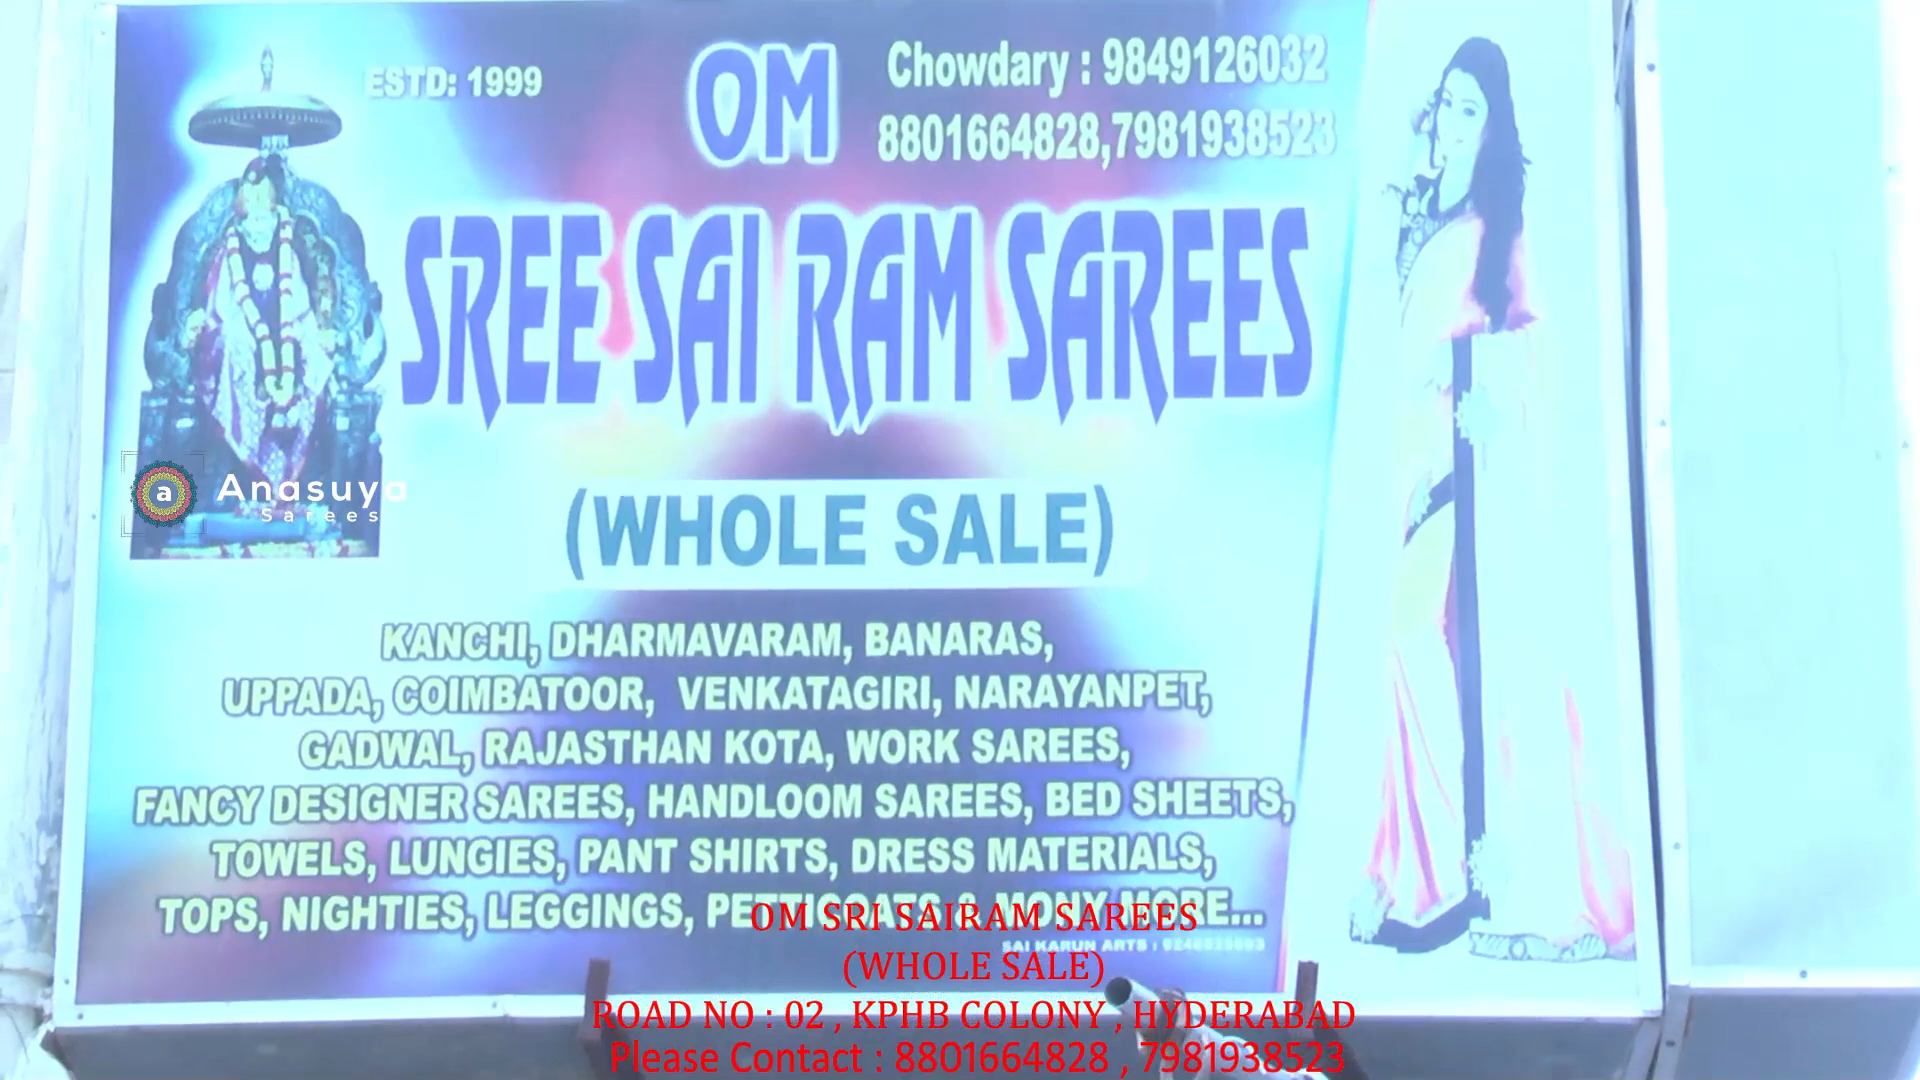 ESTD: 1999
OM
Chowdary : 9849126032
8801664828,7981938523
SREE SAI RAM SAREES
a Anasuya
Sarees
(WHOLE SALE)
KANCHI, DHARMAVARAM, BANARAS,
UPPADA, COIMBATOOR, VENKATAGIRI, NARAYANPET,
GADWAL, RAJASTHAN KOTA, WORK SAREES,
FANCY DESIGNER SAREES, HANDLOOM SAREES, BED SHEETS,
TOWELS, LUNGIES, PANT SHIRTS, DRESS MATERIALS,
TOPS, NIGHTIES, LEGGINGS, PETTICOATS & MONY MORE...
SAI KARUN ARTS :
OM SRI SAIRAM SAREES
(WHOLE SALE)
ROAD NO : 02 , KPHB COLONY , HYDERABAD
Please Contact : 8801664828 , 7981938523